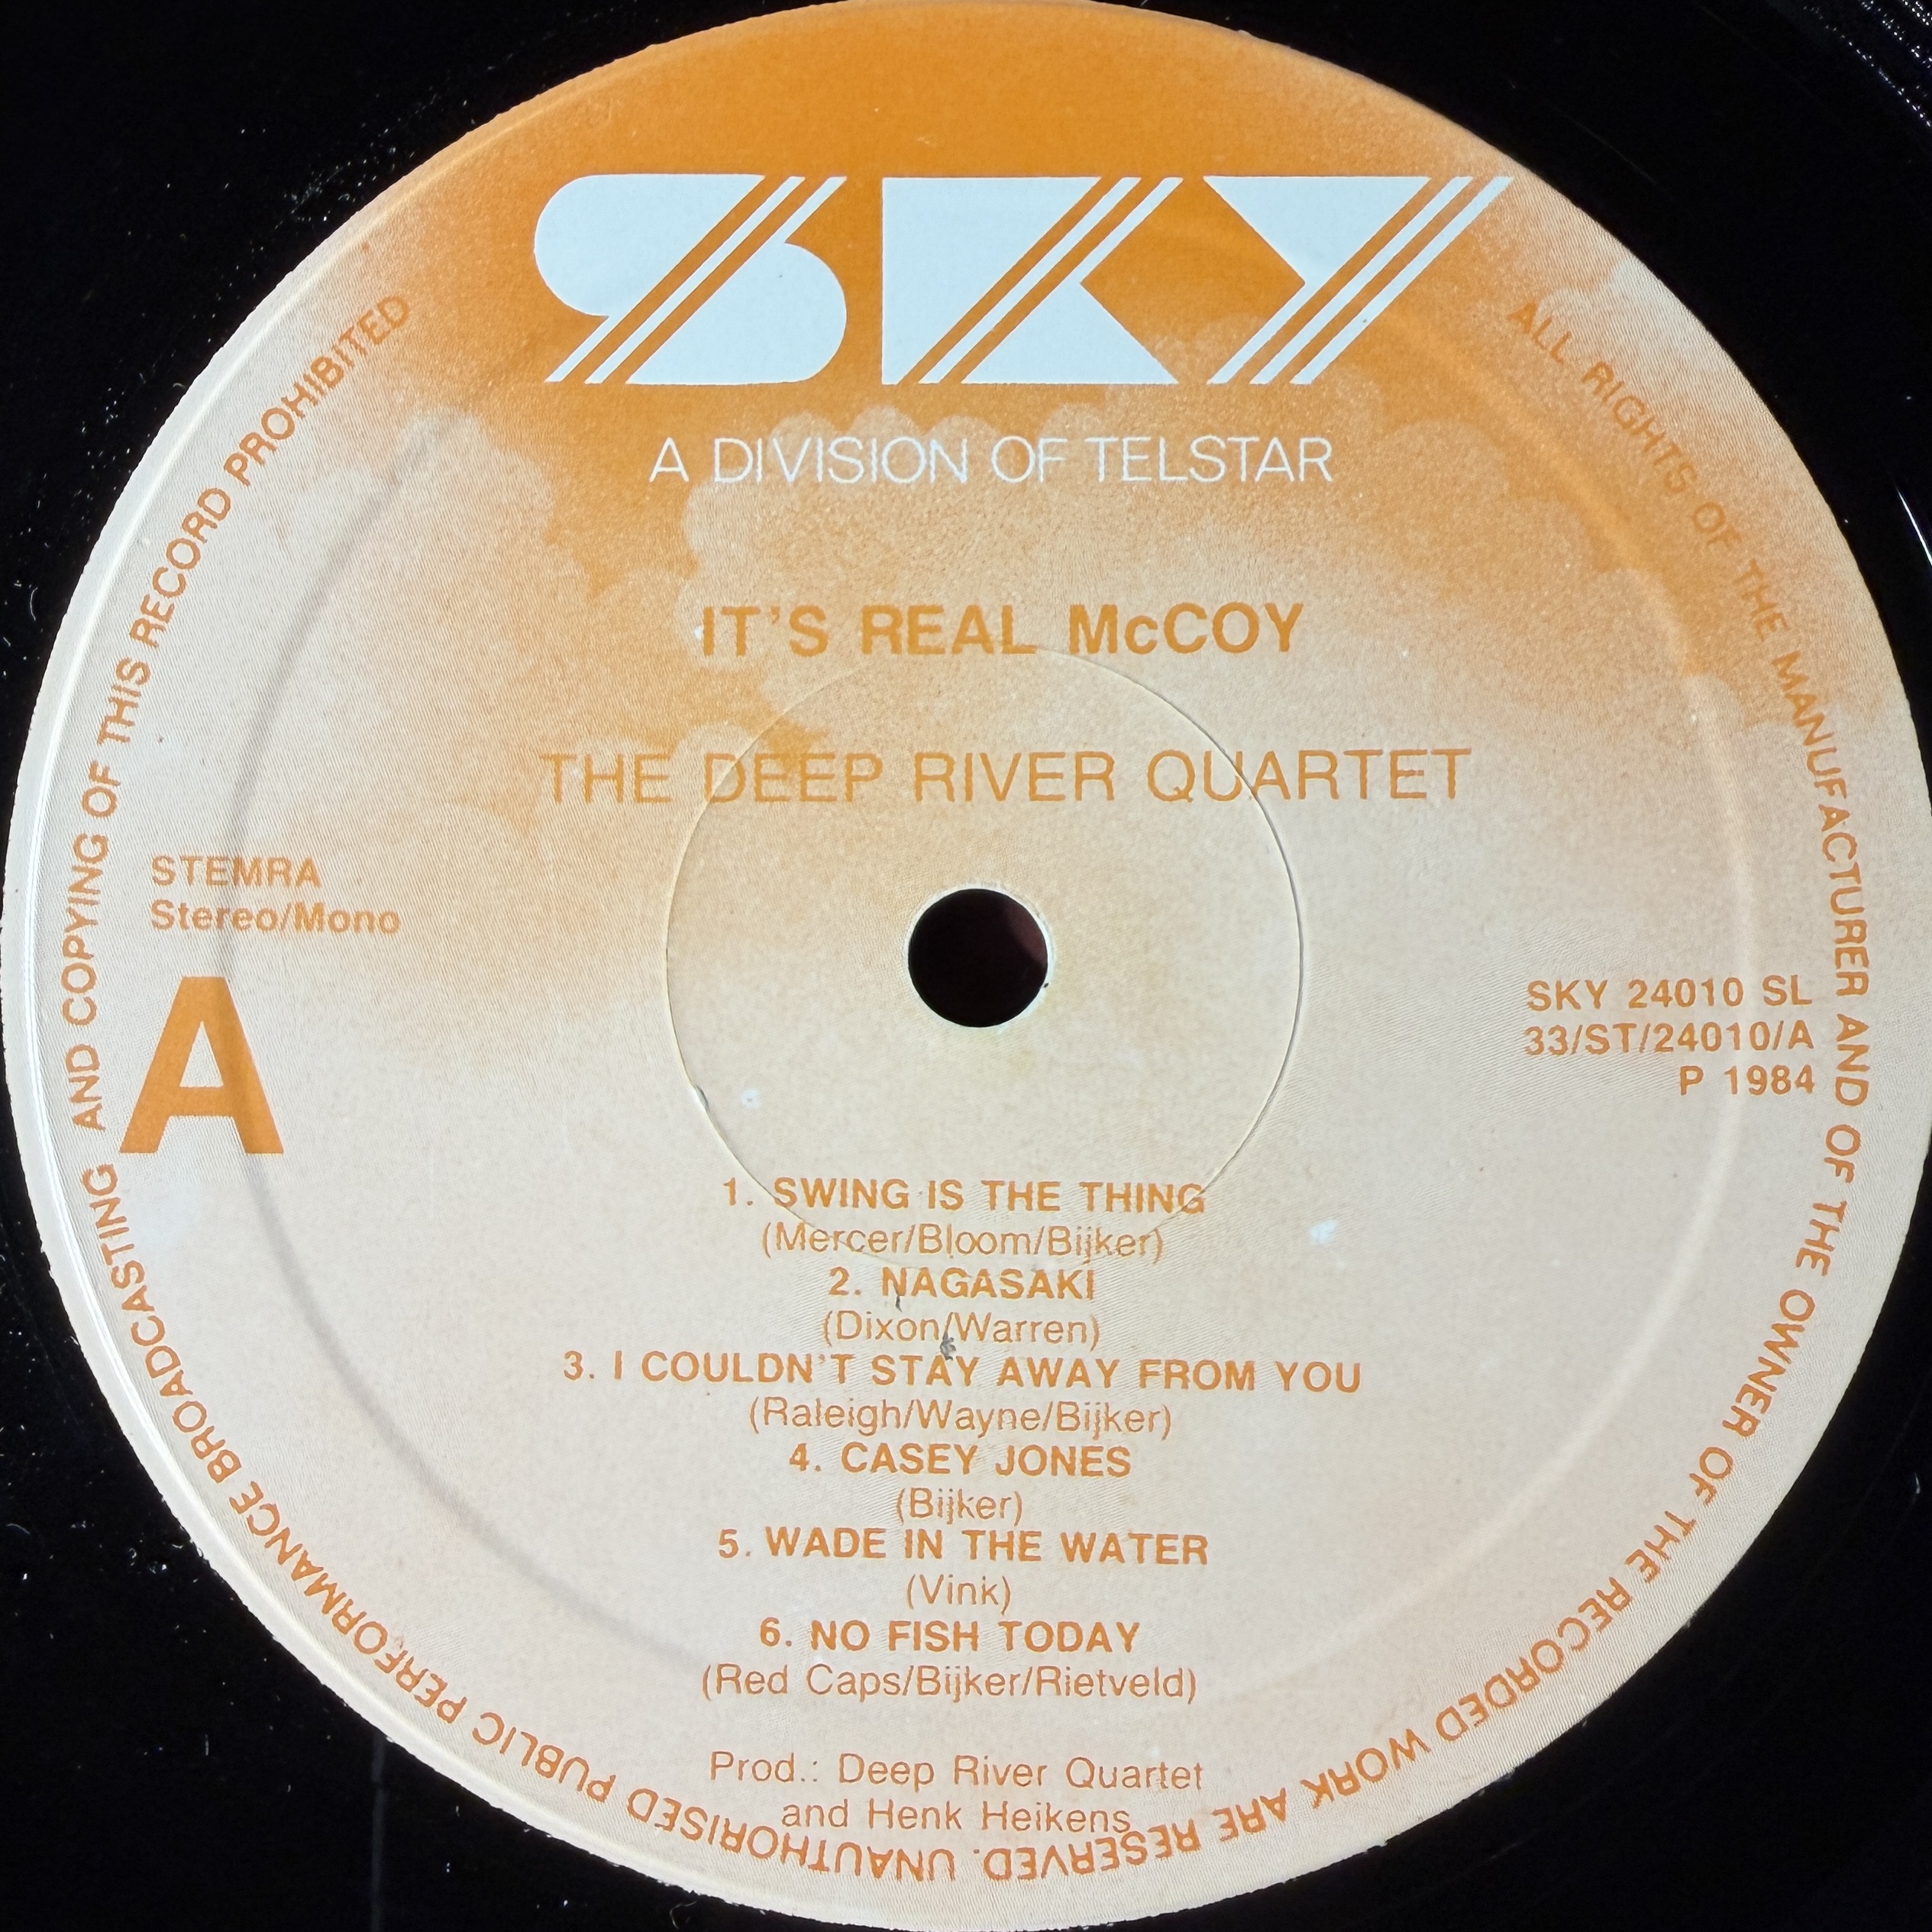 SKY
A DIVISION OF TELSTAR
IT'S REAL McCOY
THE DEEP RIVER QUARTET
STEMRA
Stereo/Mono
A
SKY 24010 SL
33/ST/24010/A
P 1984
1. SWING IS THE THING
(Mercer/Bloom/Bijker)
2. NAGASAKI
(Dixon/Warren)
3. I COULDN'T STAY AWAY FROM YOU
(Raleigh/Wayne/Bijker)
4. CASEY JONES
(Bijker)
5. WADE IN THE WATER
(Vink)
6. NO FISH TODAY
(Red Caps/Bijker/Rietveld)
Prod.: Deep River Quartet
and Henk Heikens
ALL RIGHTS OF THE MANUFACTURER AND OF THE OWNER OF THE RECORDED WORK ARE RESERVED. UNAUTHORISED PUBLIC PERFORMANCE BROADCASTING AND COPYING OF THIS RECORD PROHIBITED